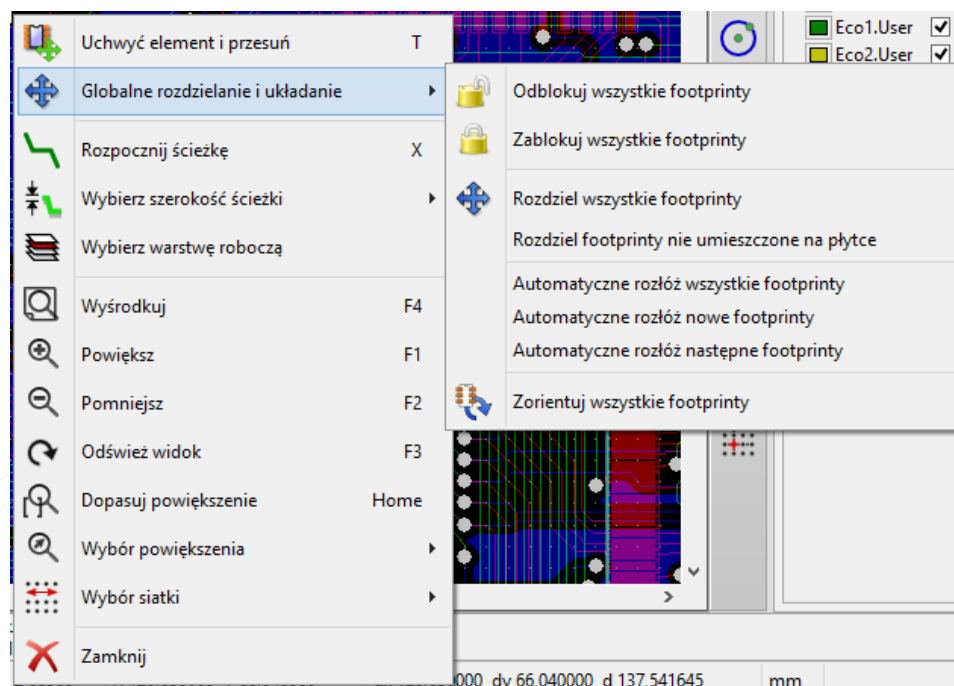 Uchwyć element i przesuń T
Globalne rozdzielanie i układanie
Rozpocznij ścieżkę X
Wybierz szerokość ścieżki
Wybierz warstwę roboczą
Wyśrodkuj F4
Powiększ F1
Pomniejsz F2
Odśwież widok F3
Dopasuj powiększenie Home
Wybór powiększenia
Wybór siatki
Zamknij
Eco1.User
Eco2.User
Odblokuj wszystkie footprinty
Zablokuj wszystkie footprinty
Rozdziel wszystkie footprinty
Rozdziel footprinty nie umieszczone na płytce
Automatyczne rozłóż wszystkie footprinty
Automatyczne rozłóż nowe footprinty
Automatyczne rozłóż następne footprinty
Zorientuj wszystkie footprinty
dy 66.040000 d 137.541645 mm